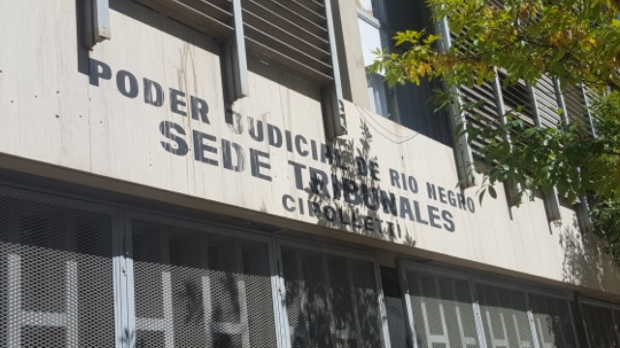 PODER JUDICIAL DE RIO NEGRO
SEDE TRIBUNALES
CIPOLLETTI